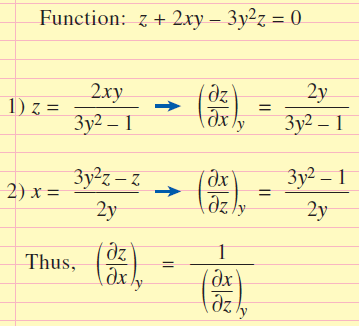 Function: z + 2xy – 3y²z = 0
1) z = 2xy / (3y² – 1) → (∂z/∂x)_y = 2y / (3y² – 1)
2) x = (3y²z – z) / 2y → (∂x/∂z)_y = (3y² – 1) / 2y
Thus, (∂z/∂x)_y = 1 / (∂x/∂z)_y